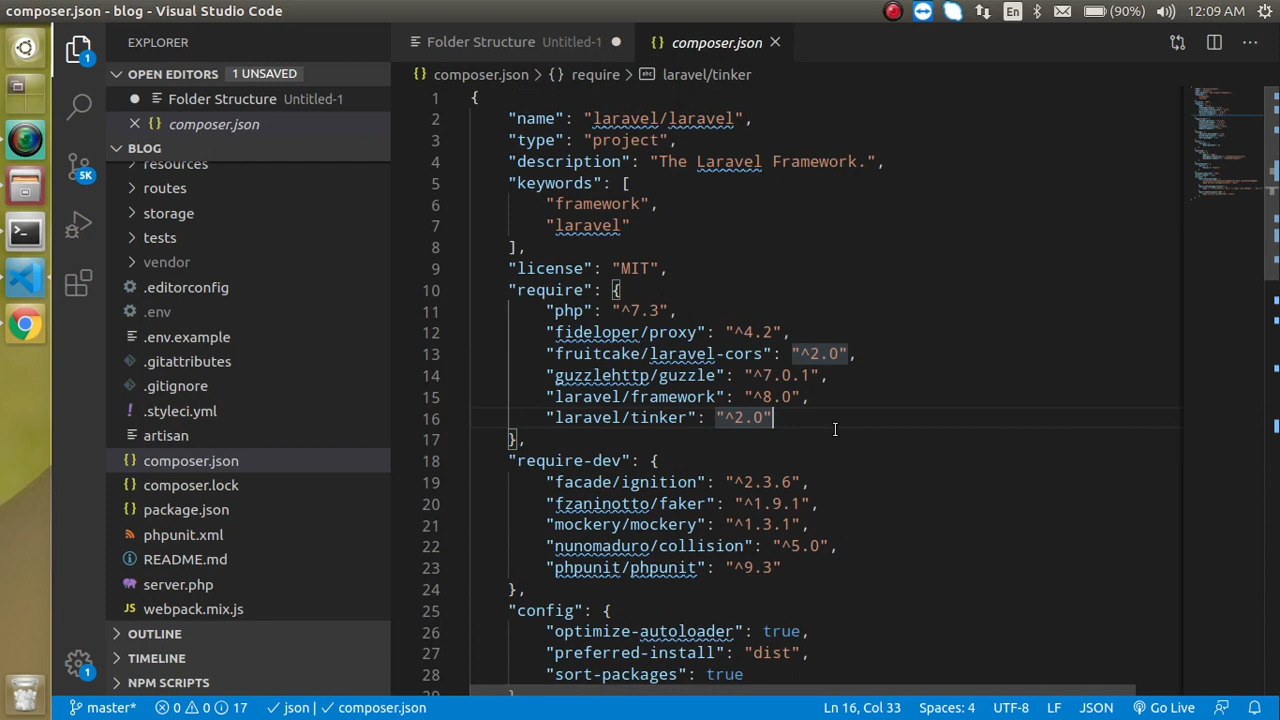 composer.json - blog - Visual Studio Code
En
(90%)
12:09 AM
EXPLORER
OPEN EDITORS 1 UNSAVED
Folder Structure Untitled-1
composer.json
BLOG
resources
routes
storage
tests
vendor
.editorconfig
.env
.env.example
.gitattributes
.gitignore
.styleci.yml
artisan
composer.json
composer.lock
package.json
phpunit.xml
README.md
server.php
JS webpack.mix.js
OUTLINE
TIMELINE
NPM SCRIPTS
1
5K
1
Folder Structure Untitled-1
{} composer.json
{} composer.json > {} require > abc laravel/tinker
1 {
2 "name": "laravel/laravel",
3 "type": "project",
4 "description": "The Laravel Framework.",
5 "keywords": [
6 "framework",
7 "laravel"
8 ],
9 "license": "MIT",
10 "require": {
11 "php": "^7.3",
12 "fideloper/proxy": "^4.2",
13 "fruitcake/laravel-cors": "^2.0",
14 "guzzlehttp/guzzle": "^7.0.1",
15 "laravel/framework": "^8.0",
16 "laravel/tinker": "^2.0"
17 },
18 "require-dev": {
19 "facade/ignition": "^2.3.6",
20 "fzaninotto/faker": "^1.9.1",
21 "mockery/mockery": "^1.3.1",
22 "nunomaduro/collision": "^5.0",
23 "phpunit/phpunit": "^9.3"
24 },
25 "config": {
26 "optimize-autoloader": true,
27 "preferred-install": "dist",
28 "sort-packages": true
master* 0 0 17 json | composer.json Ln 16, Col 33 Spaces: 4 UTF-8 LF JSON Go Live